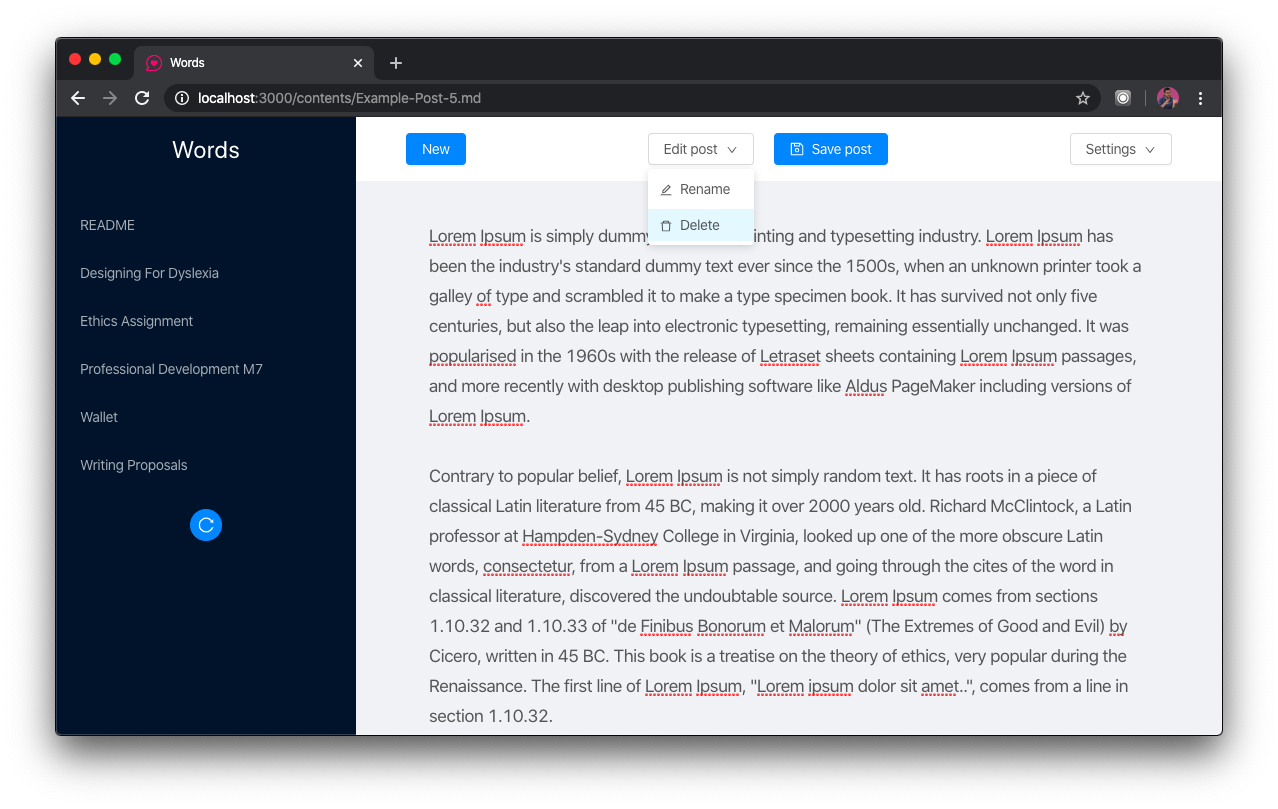 Words
localhost:3000/contents/Example-Post-5.md
Words
New
Edit post
Save post
Settings
Rename
Delete
README
Designing For Dyslexia
Ethics Assignment
Professional Development M7
Wallet
Writing Proposals
Lorem Ipsum is simply dummy inting and typesetting industry. Lorem Ipsum has
been the industry's standard dummy text ever since the 1500s, when an unknown printer took a
galley of type and scrambled it to make a type specimen book. It has survived not only five
centuries, but also the leap into electronic typesetting, remaining essentially unchanged. It was
popularised in the 1960s with the release of Letraset sheets containing Lorem Ipsum passages,
and more recently with desktop publishing software like Aldus PageMaker including versions of
Lorem Ipsum.
Contrary to popular belief, Lorem Ipsum is not simply random text. It has roots in a piece of
classical Latin literature from 45 BC, making it over 2000 years old. Richard McClintock, a Latin
professor at Hampden-Sydney College in Virginia, looked up one of the more obscure Latin
words, consectetur, from a Lorem Ipsum passage, and going through the cites of the word in
classical literature, discovered the undoubtable source. Lorem Ipsum comes from sections
1.10.32 and 1.10.33 of "de Finibus Bonorum et Malorum" (The Extremes of Good and Evil) by
Cicero, written in 45 BC. This book is a treatise on the theory of ethics, very popular during the
Renaissance. The first line of Lorem Ipsum, "Lorem ipsum dolor sit amet..", comes from a line in
section 1.10.32.